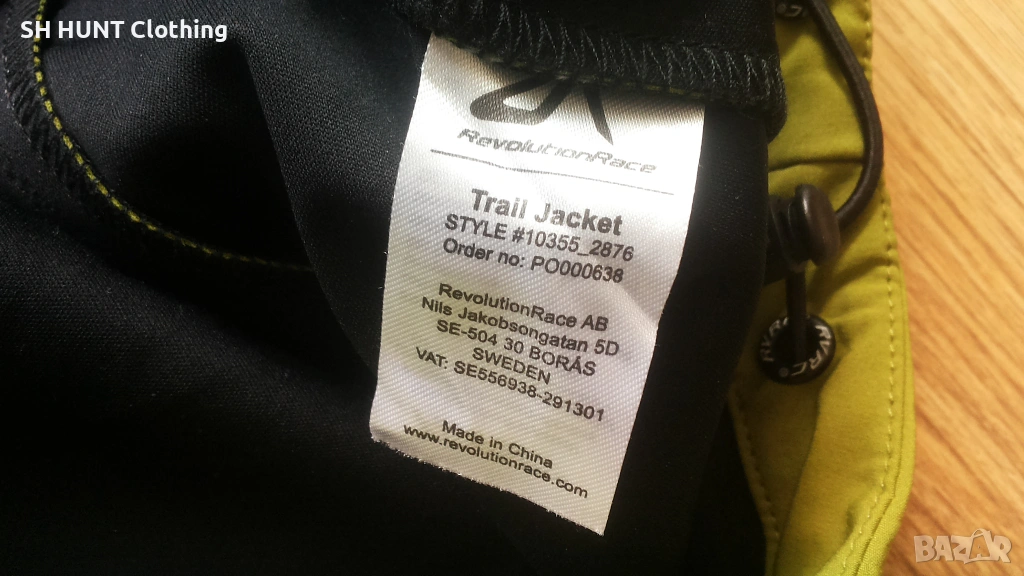 SH HUNT Clothing
RevolutionRace
Trail Jacket
STYLE #10355_2876
Order no: PO000638
RevolutionRace AB
Nils Jakobsongatan 5D
SE-504 30 BORÅS
SWEDEN
VAT: SE556938-291301
Made in China
www.revolutionrace.com
BAZAR